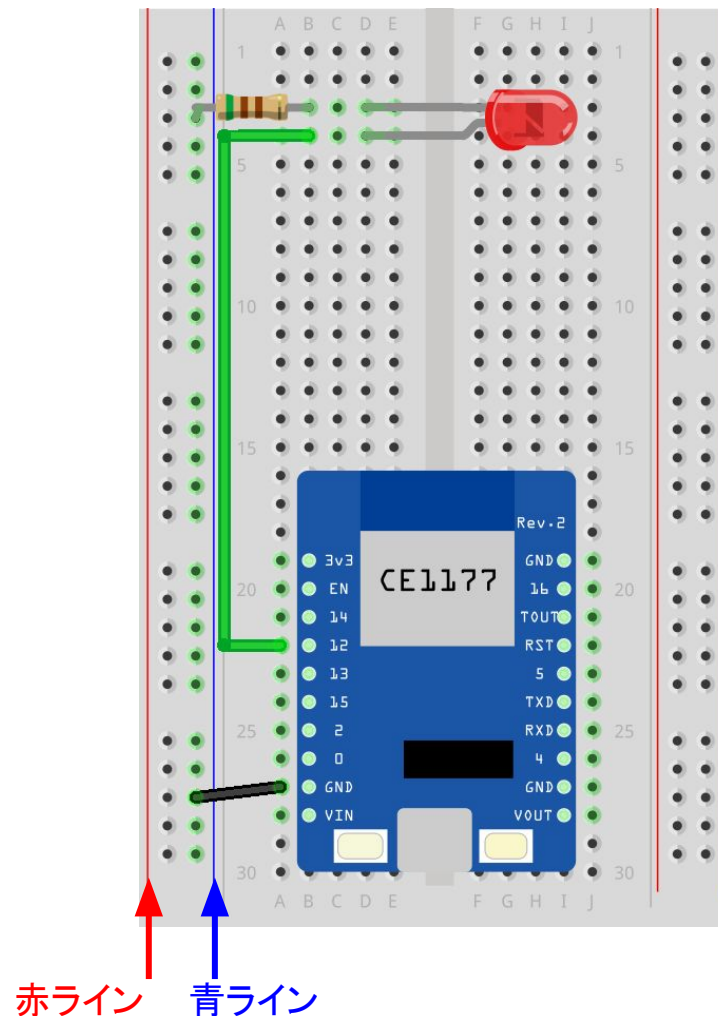 A B C D E F G H I J
1 1
5 5
10 10
15 15
Rev.2
CE1177
3v3 GND
20 EN 16 20
14 TOUT
12 RST
13 5
15 TXD
25 2 RXD 25
0 4
GND GND
VIN VOUT
30 30
A B C D E F G H I J
赤ライン 青ライン